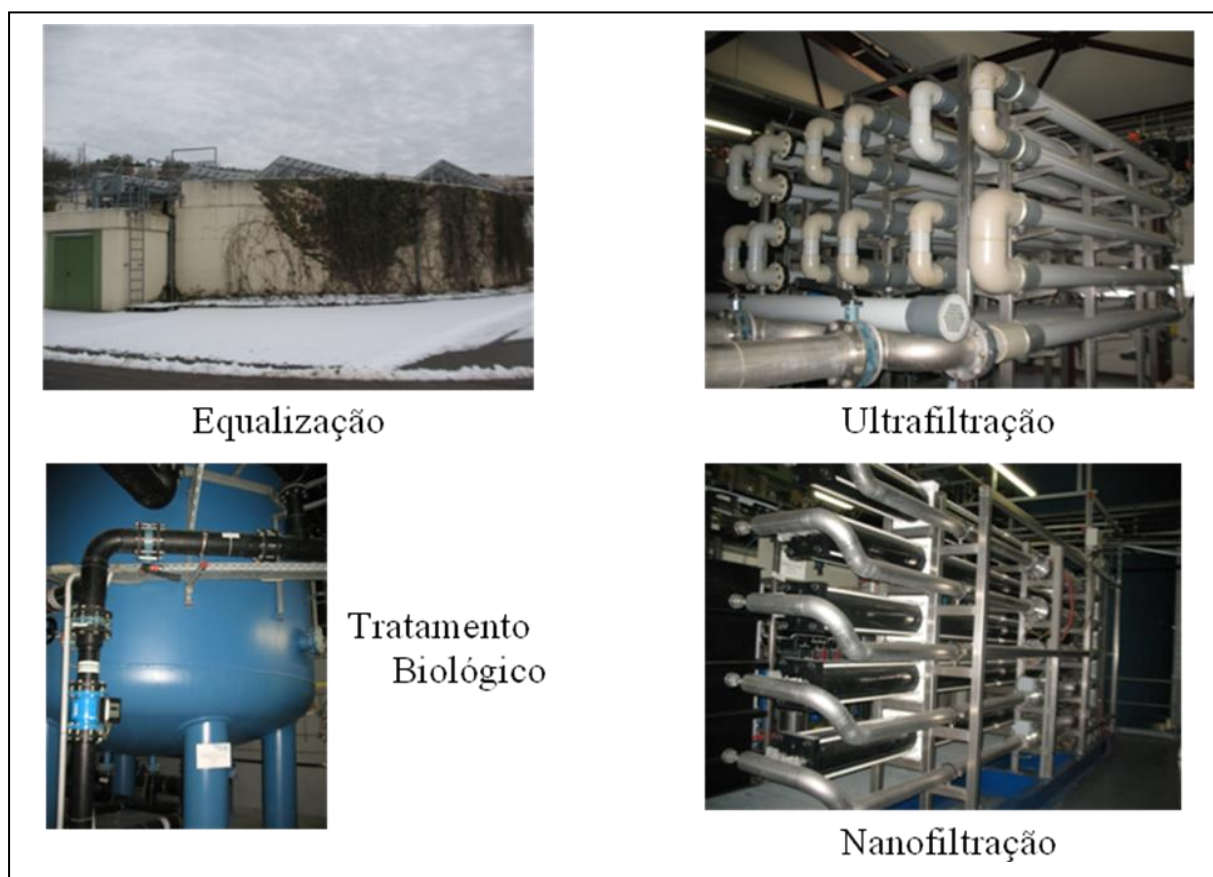 Equalização
Ultrafiltração
Tratamento
Biológico
Nanofiltração